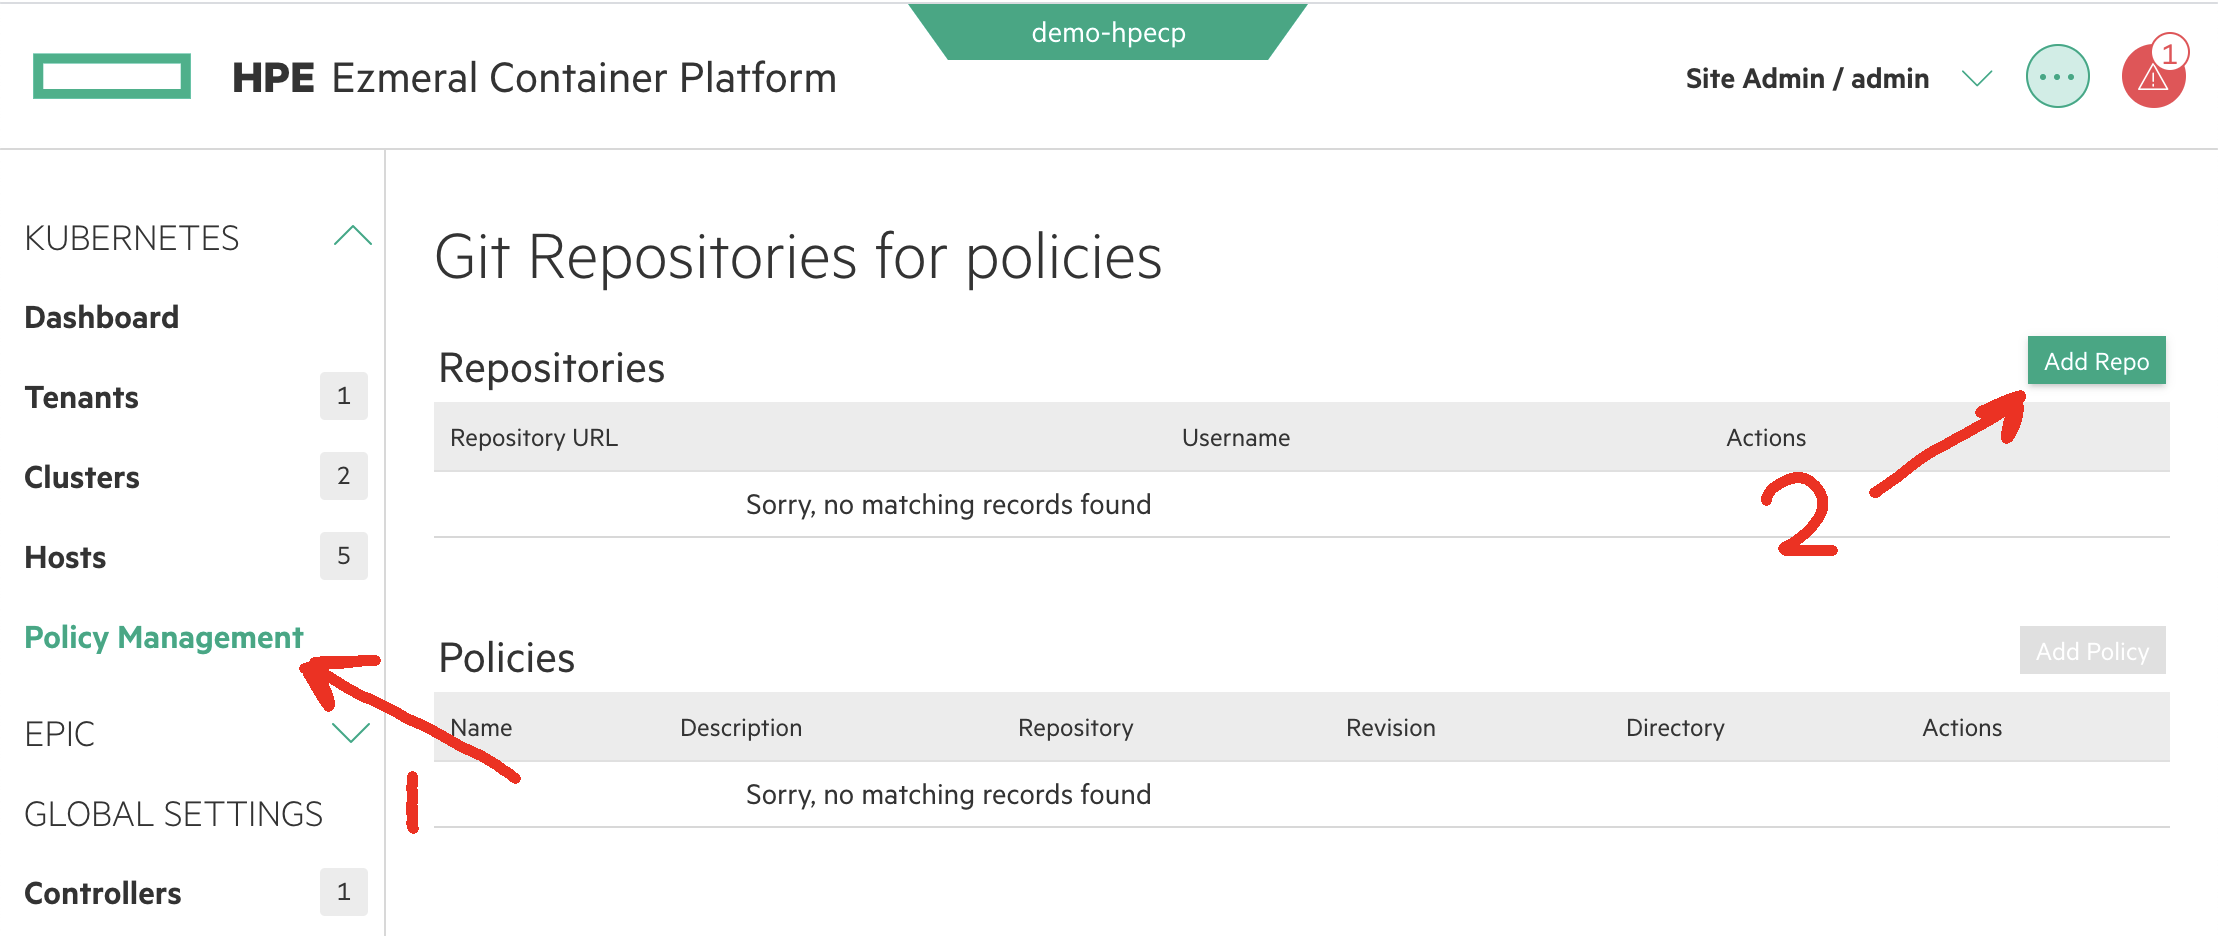 demo-hpecp
HPE Ezmeral Container Platform
Site Admin / admin
1
KUBERNETES
Dashboard
Tenants 1
Clusters 2
Hosts 5
Policy Management
EPIC
GLOBAL SETTINGS
Controllers 1
Git Repositories for policies
Repositories
Add Repo
Repository URL Username Actions
Sorry, no matching records found
2
Policies
Add Policy
Name Description Repository Revision Directory Actions
Sorry, no matching records found
1